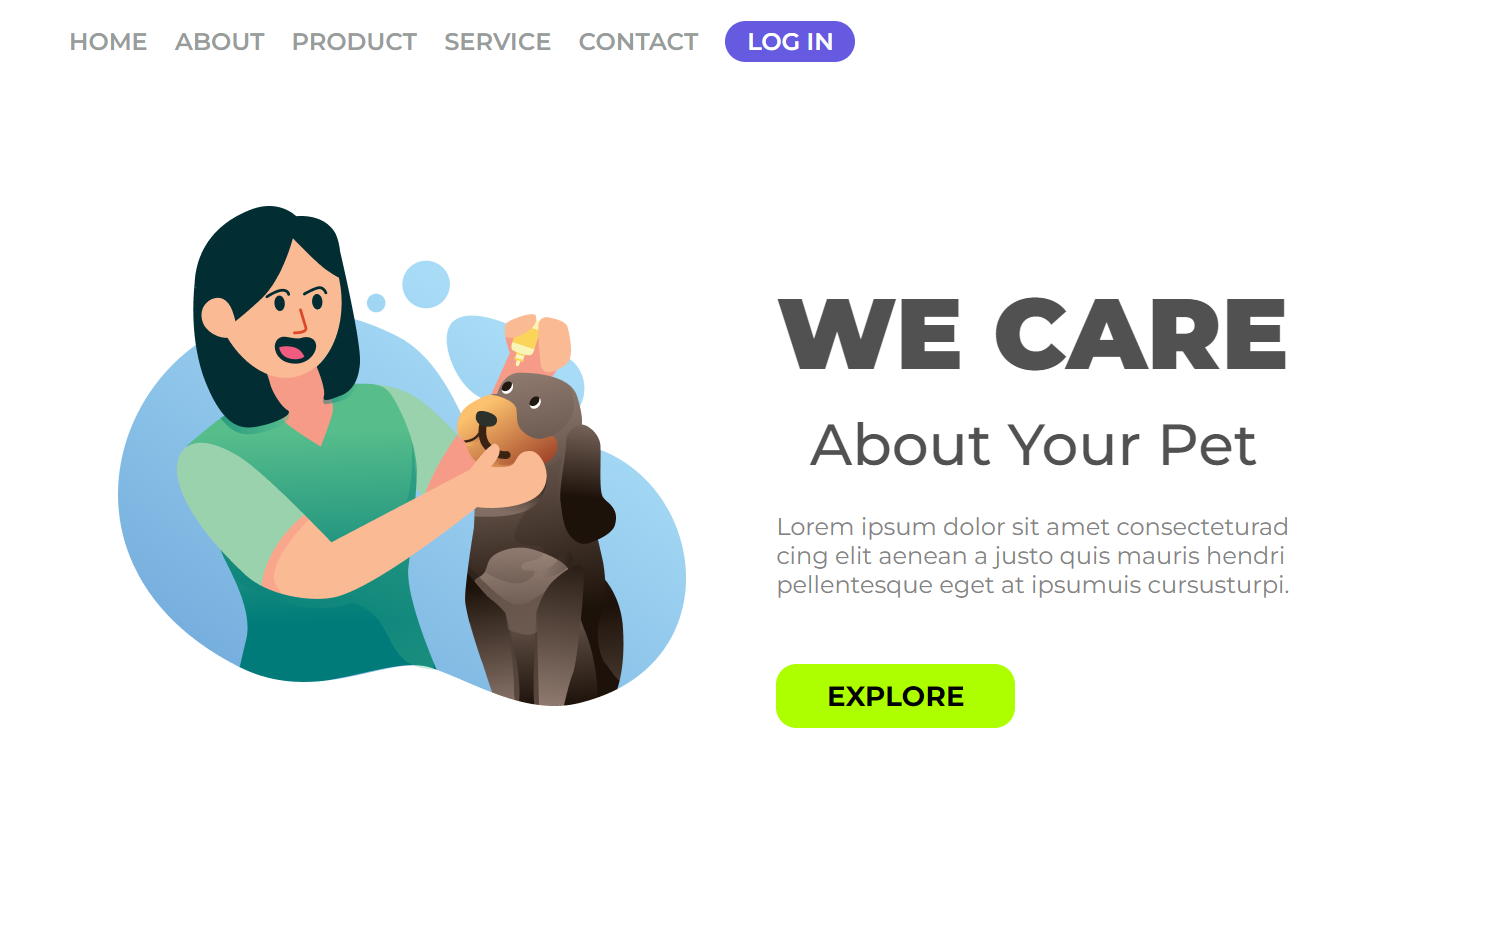 HOME ABOUT PRODUCT SERVICE CONTACT LOG IN
WE CARE
About Your Pet
Lorem ipsum dolor sit amet consecteturad
cing elit aenean a justo quis mauris hendri
pellentesque eget at ipsumuis cursusturpi.
EXPLORE